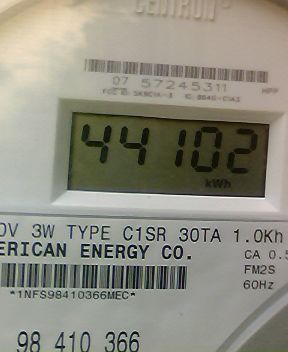 CENTRON®
07 57245311
44102
kWh
0V 3W TYPE C1SR 30TA 1.0Kh
ERICAN ENERGY CO. CA 0.5
FM2S
*1NFS98410366MEC* 60Hz
98 410 366